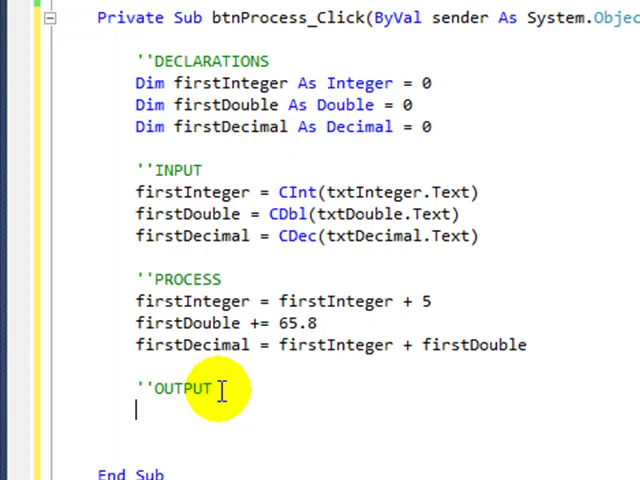 Private Sub btnProcess_Click(ByVal sender As System.Objec
''DECLARATIONS
Dim firstInteger As Integer = 0
Dim firstDouble As Double = 0
Dim firstDecimal As Decimal = 0
''INPUT
firstInteger = CInt(txtInteger.Text)
firstDouble = CDbl(txtDouble.Text)
firstDecimal = CDec(txtDecimal.Text)
''PROCESS
firstInteger = firstInteger + 5
firstDouble += 65.8
firstDecimal = firstInteger + firstDouble
''OUTPUT
End Sub